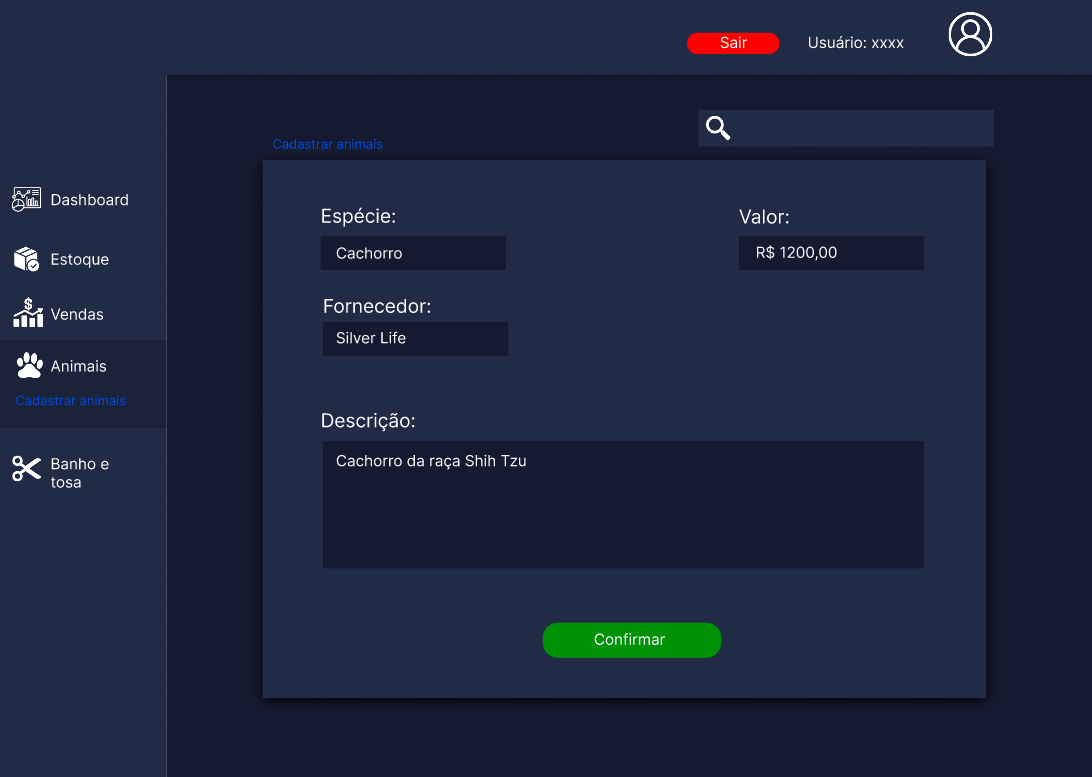 Sair
Usuário: xxxx
Dashboard
Estoque
Vendas
Animais
Cadastrar animais
Banho e
tosa
Cadastrar animais
Espécie:
Valor:
Cachorro
R$ 1200,00
Fornecedor:
Silver Life
Descrição:
Cachorro da raça Shih Tzu
Confirmar